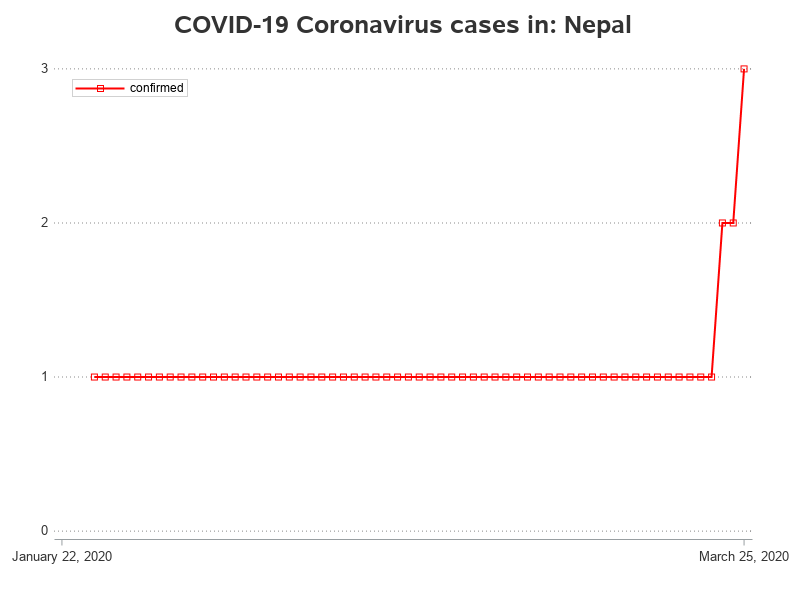 COVID-19 Coronavirus cases in: Nepal
3
confirmed
2
1
0
January 22, 2020
March 25, 2020